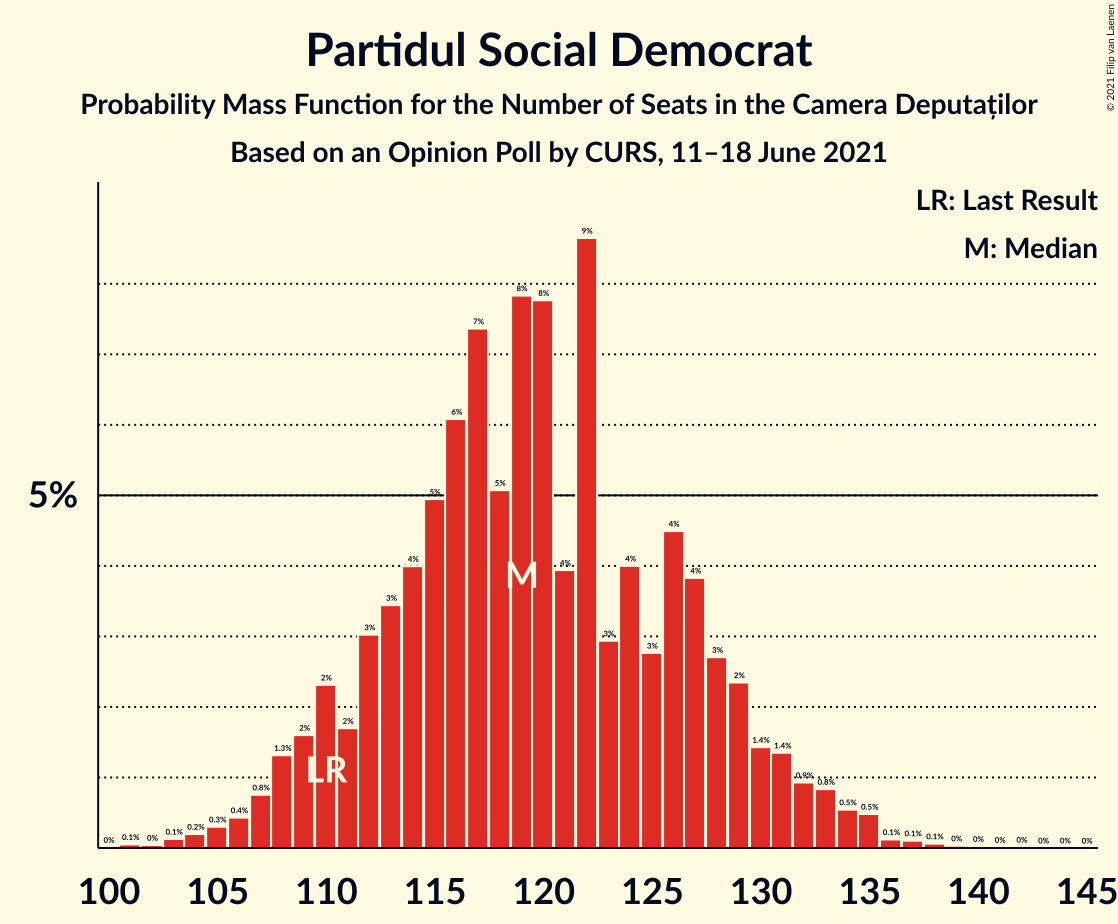 Partidul Social Democrat
Probability Mass Function for the Number of Seats in the Camera Deputaților
Based on an Opinion Poll by CURS, 11–18 June 2021
© 2021 Filip van Laenen
LR: Last Result
M: Median
5%
0% 0.1% 0% 0.1% 0.2% 0.3% 0.4% 0.8% 1.3% 2% 2% 2% 3% 3% 4% 5% 6% 7% 5% 8% 8% 4% 9% 3% 4% 3% 4% 4% 3% 2% 1.4% 1.4% 0.9% 0.8% 0.5% 0.5% 0.1% 0.1% 0.1% 0% 0% 0% 0% 0% 0% 0%
M
LR
100 105 110 115 120 125 130 135 140 145